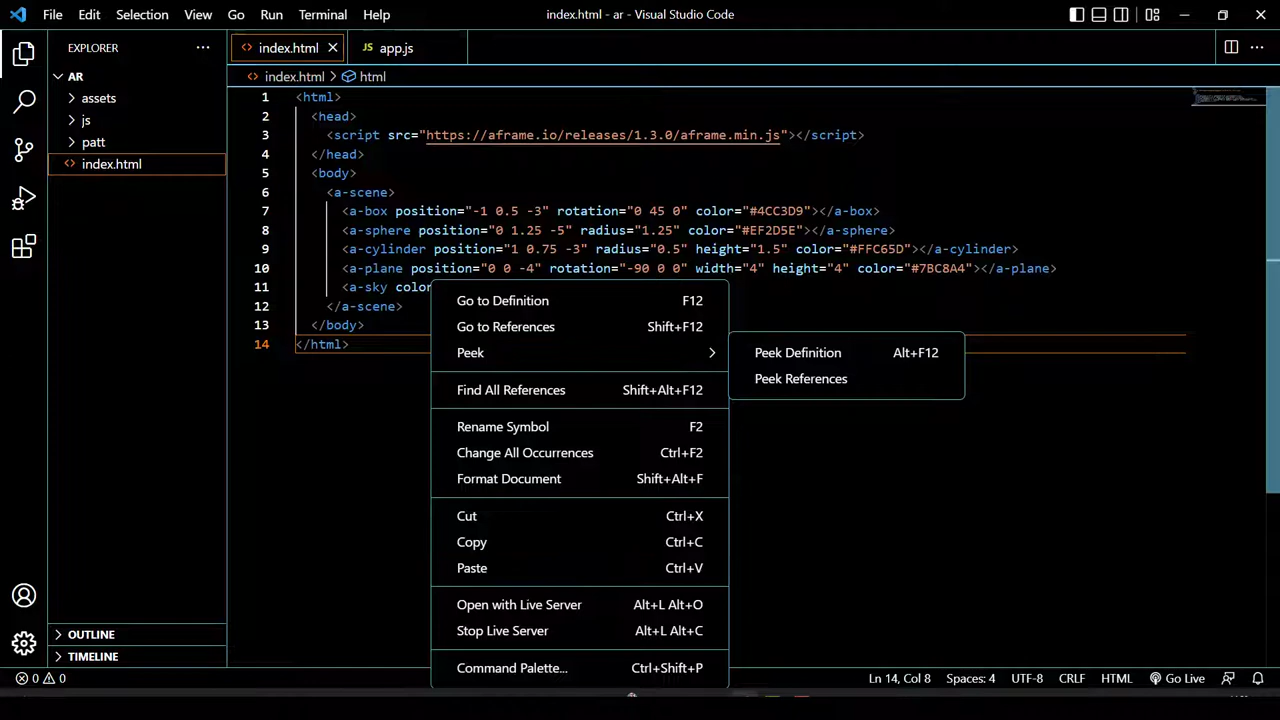 File Edit Selection View Go Run Terminal Help index.html - ar - Visual Studio Code
EXPLORER
AR
assets
js
patt
index.html
OUTLINE
TIMELINE
index.html
JS app.js
index.html > html
1 <html>
2 <head>
3 <script src="https://aframe.io/releases/1.3.0/aframe.min.js"></script>
4 </head>
5 <body>
6 <a-scene>
7 <a-box position="-1 0.5 -3" rotation="0 45 0" color="#4CC3D9"></a-box>
8 <a-sphere position="0 1.25 -5" radius="1.25" color="#EF2D5E"></a-sphere>
9 <a-cylinder position="1 0.75 -3" radius="0.5" height="1.5" color="#FFC65D"></a-cylinder>
10 <a-plane position="0 0 -4" rotation="-90 0 0" width="4" height="4" color="#7BC8A4"></a-plane>
11 <a-sky colo
12 </a-scene>
13 </body>
14 </html>
Go to Definition F12
Go to References Shift+F12
Peek
Peek Definition Alt+F12
Peek References
Find All References Shift+Alt+F12
Rename Symbol F2
Change All Occurrences Ctrl+F2
Format Document Shift+Alt+F
Cut Ctrl+X
Copy Ctrl+C
Paste Ctrl+V
Open with Live Server Alt+L Alt+O
Stop Live Server Alt+L Alt+C
Command Palette... Ctrl+Shift+P
0 0 Ln 14, Col 8 Spaces: 4 UTF-8 CRLF HTML Go Live